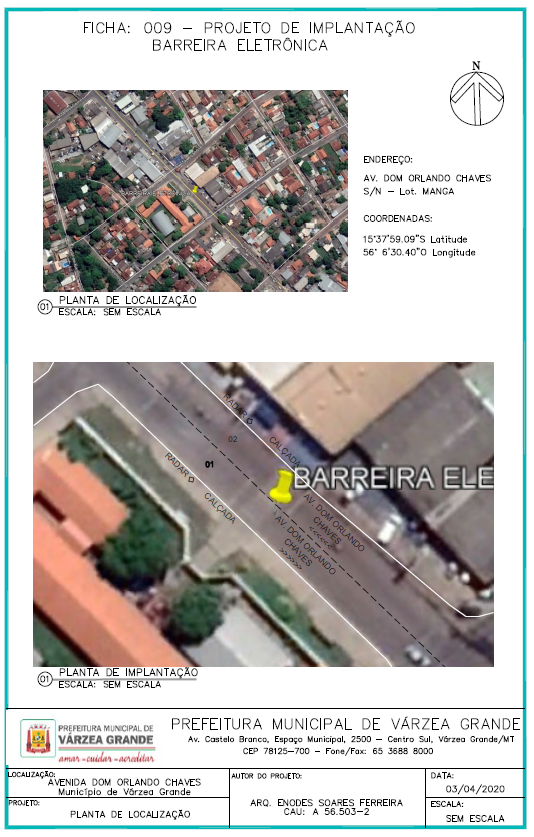 FICHA: 009 – PROJETO DE IMPLANTAÇÃO
BARREIRA ELETRÔNICA
N
ENDEREÇO:
AV. DOM ORLANDO CHAVES
S/N – Lot. MANGA
COORDENADAS:
15°37'59.09"S Latitude
56° 6'30.40"O Longitude
BARREIRA ELETRÔNICA
01 PLANTA DE LOCALIZAÇÃO
ESCALA: SEM ESCALA
RADAR
02
CALÇADA
01
RADAR
CALÇADA
BARREIRA ELE
AV. DOM ORLANDO
CHAVES
<<<<<<
AV. DOM ORLANDO
CHAVES
>>>>>>
01 PLANTA DE IMPLANTAÇÃO
ESCALA: SEM ESCALA
PREFEITURA MUNICIPAL DE
VÁRZEA GRANDE
amar - cuidar - acreditar
PREFEITURA MUNICIPAL DE VÁRZEA GRANDE
Av. Castelo Branco, Espaço Municipal, 2500 – Centro Sul, Várzea Grande/MT
CEP 78125-700 – Fone/Fax: 65 3688 8000
LOCALIZAÇÃO:
AVENIDA DOM ORLANDO CHAVES
Município de Várzea Grande
PROJETO:
PLANTA DE LOCALIZAÇÃO
AUTOR DO PROJETO:
ARQ. ENODES SOARES FERREIRA
CAU: A 56.503-2
DATA:
03/04/2020
ESCALA:
SEM ESCALA